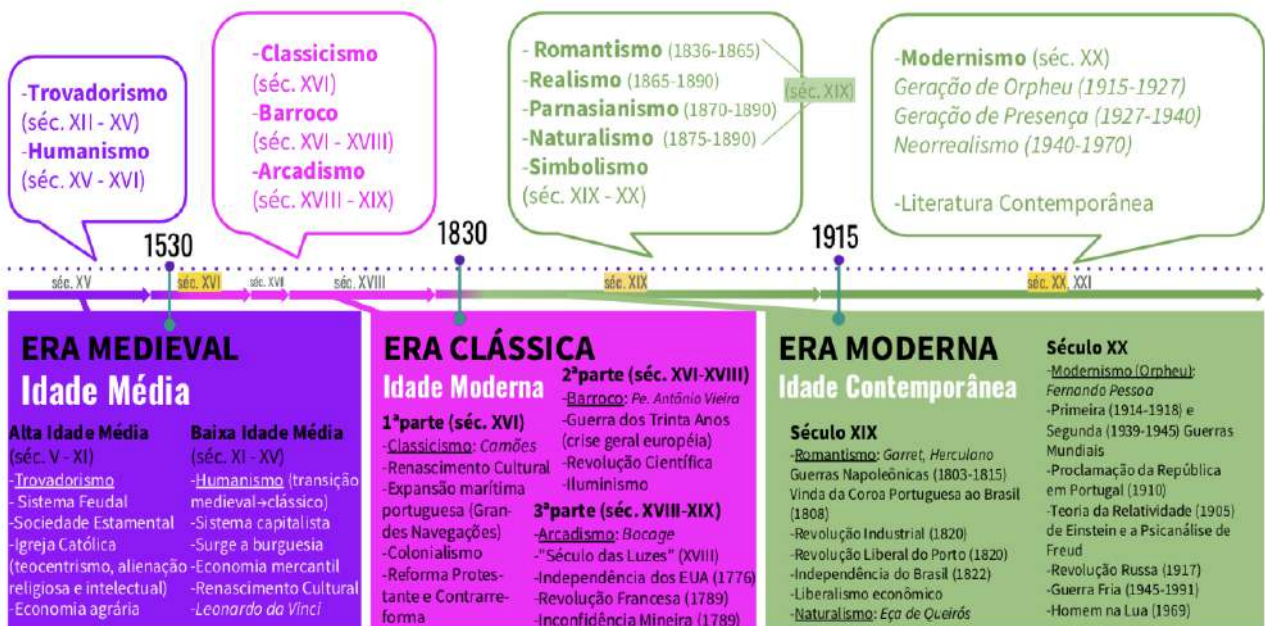 -Trovadorismo
(séc. XII - XV)
-Humanismo
(séc. XV - XVI)
-Classicismo
(séc. XVI)
-Barroco
(séc. XVI - XVIII)
-Arcadismo
(séc. XVIII - XIX)
- Romantismo (1836-1865)
-Realismo (1865-1890)
-Parnasianismo (1870-1890)
-Naturalismo (1875-1890)
(séc. XIX)
-Simbolismo
(séc. XIX - XX)
-Modernismo (séc. XX)
Geração de Orpheu (1915-1927)
Geração de Presença (1927-1940)
Neorrealismo (1940-1970)
-Literatura Contemporânea
1530
1830
1915
séc. XV
séc. XVI
séc. XVII
séc. XVIII
séc. XIX
séc. XX, XXI
ERA MEDIEVAL
Idade Média
Alta Idade Média
(séc. V - XI)
-Trovadorismo
- Sistema Feudal
-Sociedade Estamental
-Igreja Católica
(teocentrismo, alienação
religiosa e intelectual)
-Economia agrária
Baixa Idade Média
(séc. XI - XV)
-Humanismo (transição
medieval→clássico)
-Sistema capitalista
-Surge a burguesia
-Economia mercantil
-Renascimento Cultural
-Leonardo da Vinci
ERA CLÁSSICA
Idade Moderna
1ªparte (séc. XVI)
-Classicismo: Camões
-Renascimento Cultural
-Expansão marítima
portuguesa (Gran-
des Navegações)
-Colonialismo
-Reforma Protes-
tante e Contrarre-
forma
2ªparte (séc. XVI-XVIII)
-Barroco: Pe. Antônio Vieira
-Guerra dos Trinta Anos
(crise geral européia)
-Revolução Científica
-Iluminismo
3ªparte (séc. XVIII-XIX)
-Arcadismo: Bocage
-"Século das Luzes" (XVIII)
-Independência dos EUA (1776)
-Revolução Francesa (1789)
-Inconfidência Mineira (1789)
ERA MODERNA
Idade Contemporânea
Século XIX
-Romantismo: Garret, Herculano
Guerras Napoleônicas (1803-1815)
Vinda da Coroa Portuguesa ao Brasil
(1808)
-Revolução Industrial (1820)
-Revolução Liberal do Porto (1820)
-Independência do Brasil (1822)
-Liberalismo econômico
-Naturalismo: Eça de Queirós
Século XX
-Modernismo (Orpheu):
Fernando Pessoa
-Primeira (1914-1918) e
Segunda (1939-1945) Guerras
Mundiais
-Proclamação da República
em Portugal (1910)
-Teoria da Relatividade (1905)
de Einstein e a Psicanálise de
Freud
-Revolução Russa (1917)
-Guerra Fria (1945-1991)
-Homem na Lua (1969)